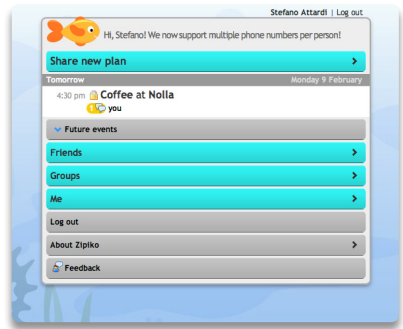 Stefano Attardi | Log out
Hi, Stefano! We now support multiple phone numbers per person!
Share new plan
Tomorrow Monday 9 February
4:30 pm Coffee at Nolla
1 you
Future events
Friends
Groups
Me
Log out
About Zipiko
Feedback